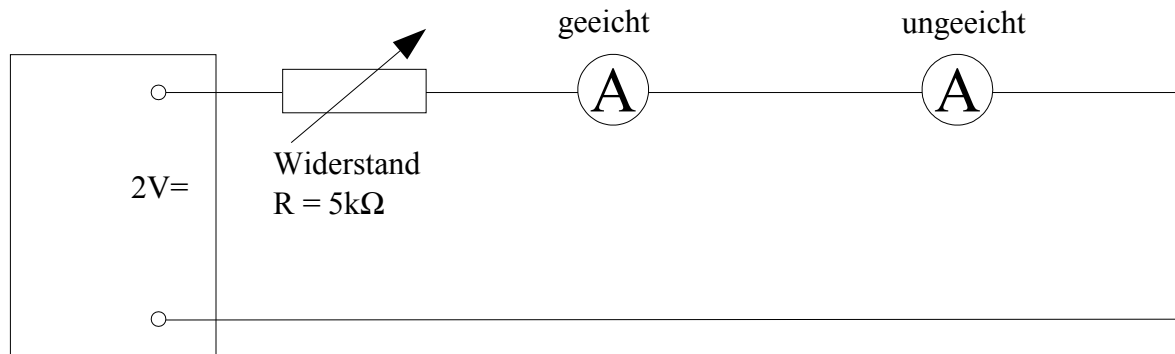 geeicht
ungeeicht
A
A
Widerstand
R = 5kΩ
2V=